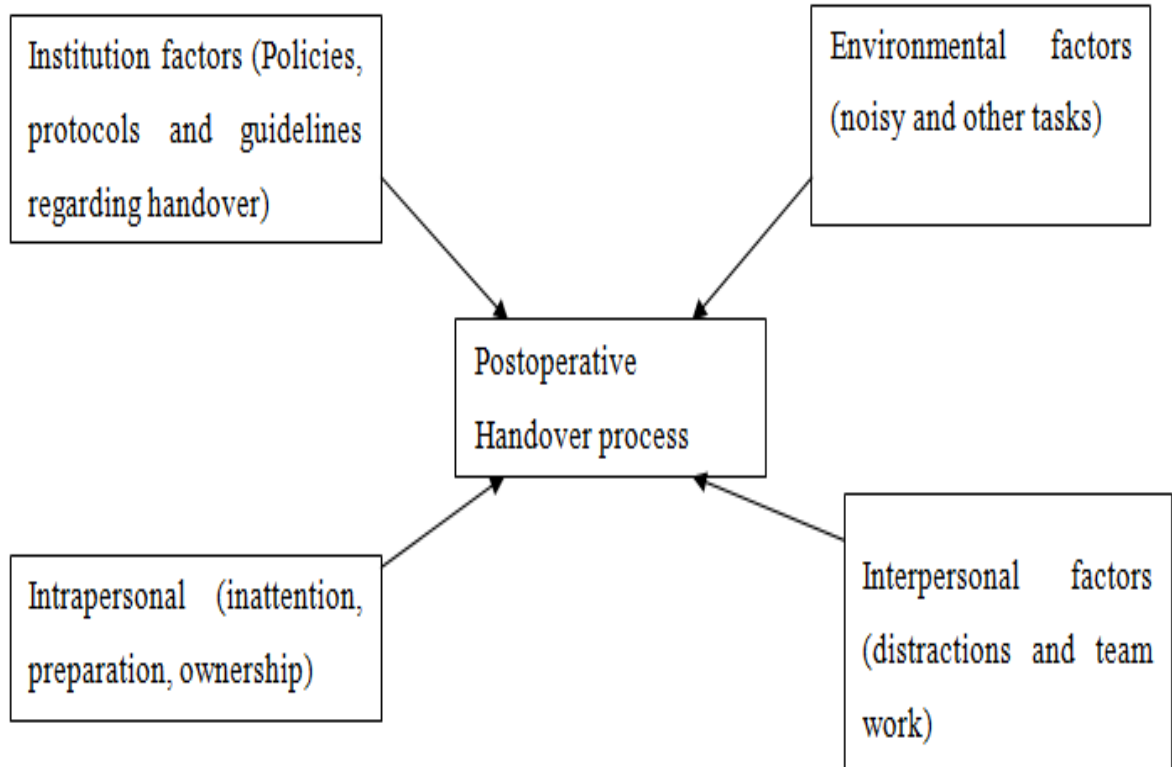 Institution factors (Policies,
protocols and guidelines
regarding handover)
Environmental factors
(noisy and other tasks)
Postoperative
Handover process
Intrapersonal (inattention,
preparation, ownership)
Interpersonal factors
(distractions and team
work)